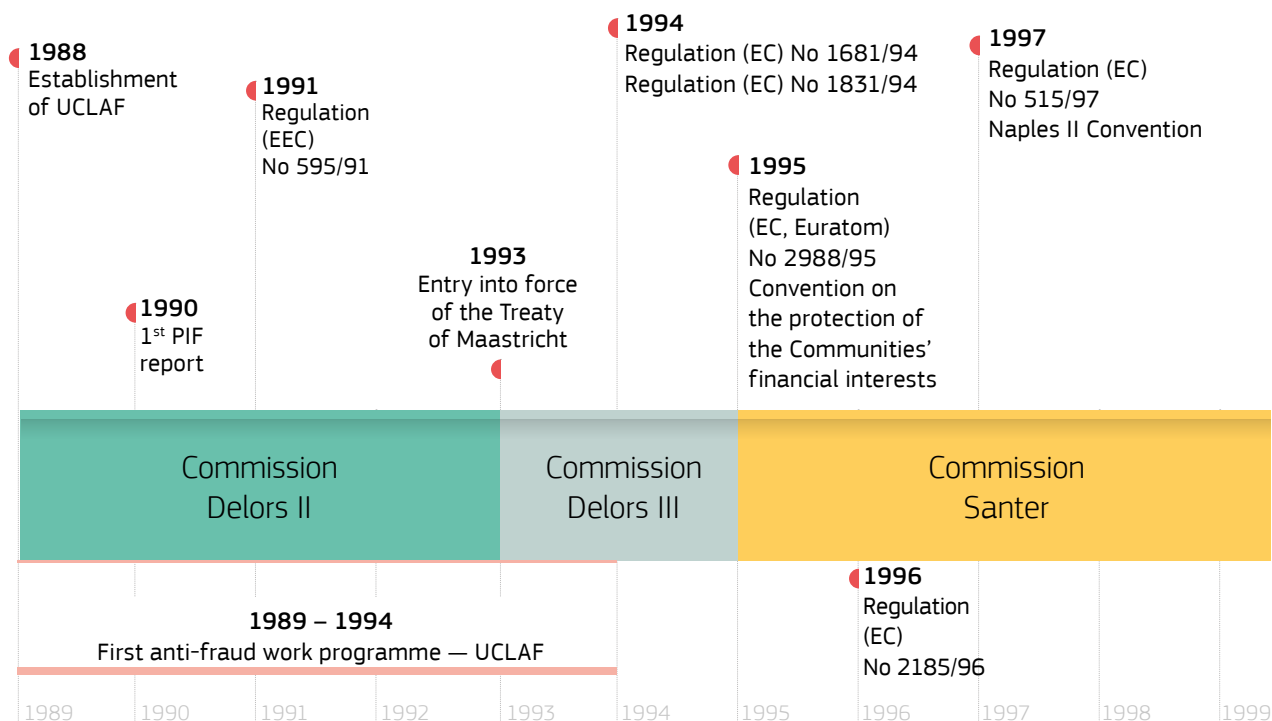 1988
Establishment
of UCLAF
1991
Regulation
(EEC)
No 595/91
1994
Regulation (EC) No 1681/94
Regulation (EC) No 1831/94
1997
Regulation (EC)
No 515/97
Naples II Convention
1995
Regulation
(EC, Euratom)
No 2988/95
Convention on
the protection of
the Communities’
financial interests
1993
Entry into force
of the Treaty
of Maastricht
1990
1st PIF
report
Commission
Delors II
Commission
Delors III
Commission
Santer
1996
Regulation
(EC)
No 2185/96
1989 – 1994
First anti-fraud work programme — UCLAF
1989 1990 1991 1992 1993 1994 1995 1996 1997 1998 1999